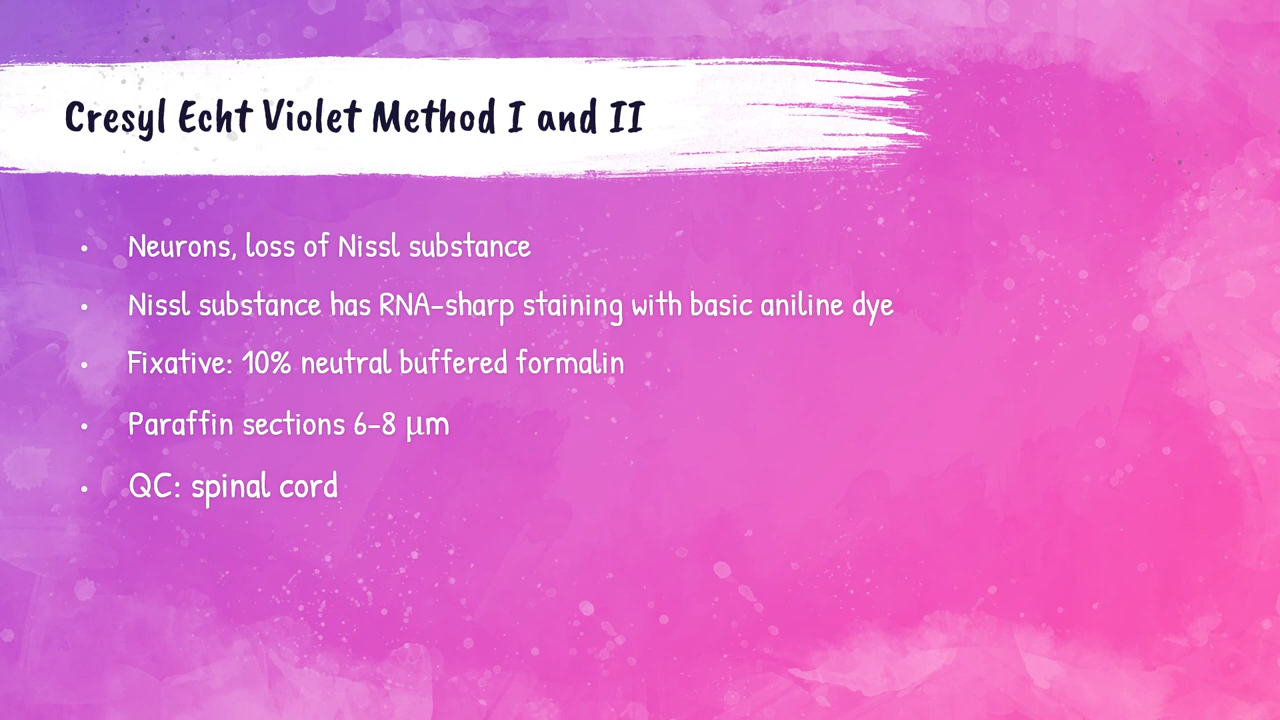 Cresyl Echt Violet Method I and II
• Neurons, loss of Nissl substance
• Nissl substance has RNA-sharp staining with basic aniline dye
• Fixative: 10% neutral buffered formalin
• Paraffin sections 6-8 µm
• QC: spinal cord